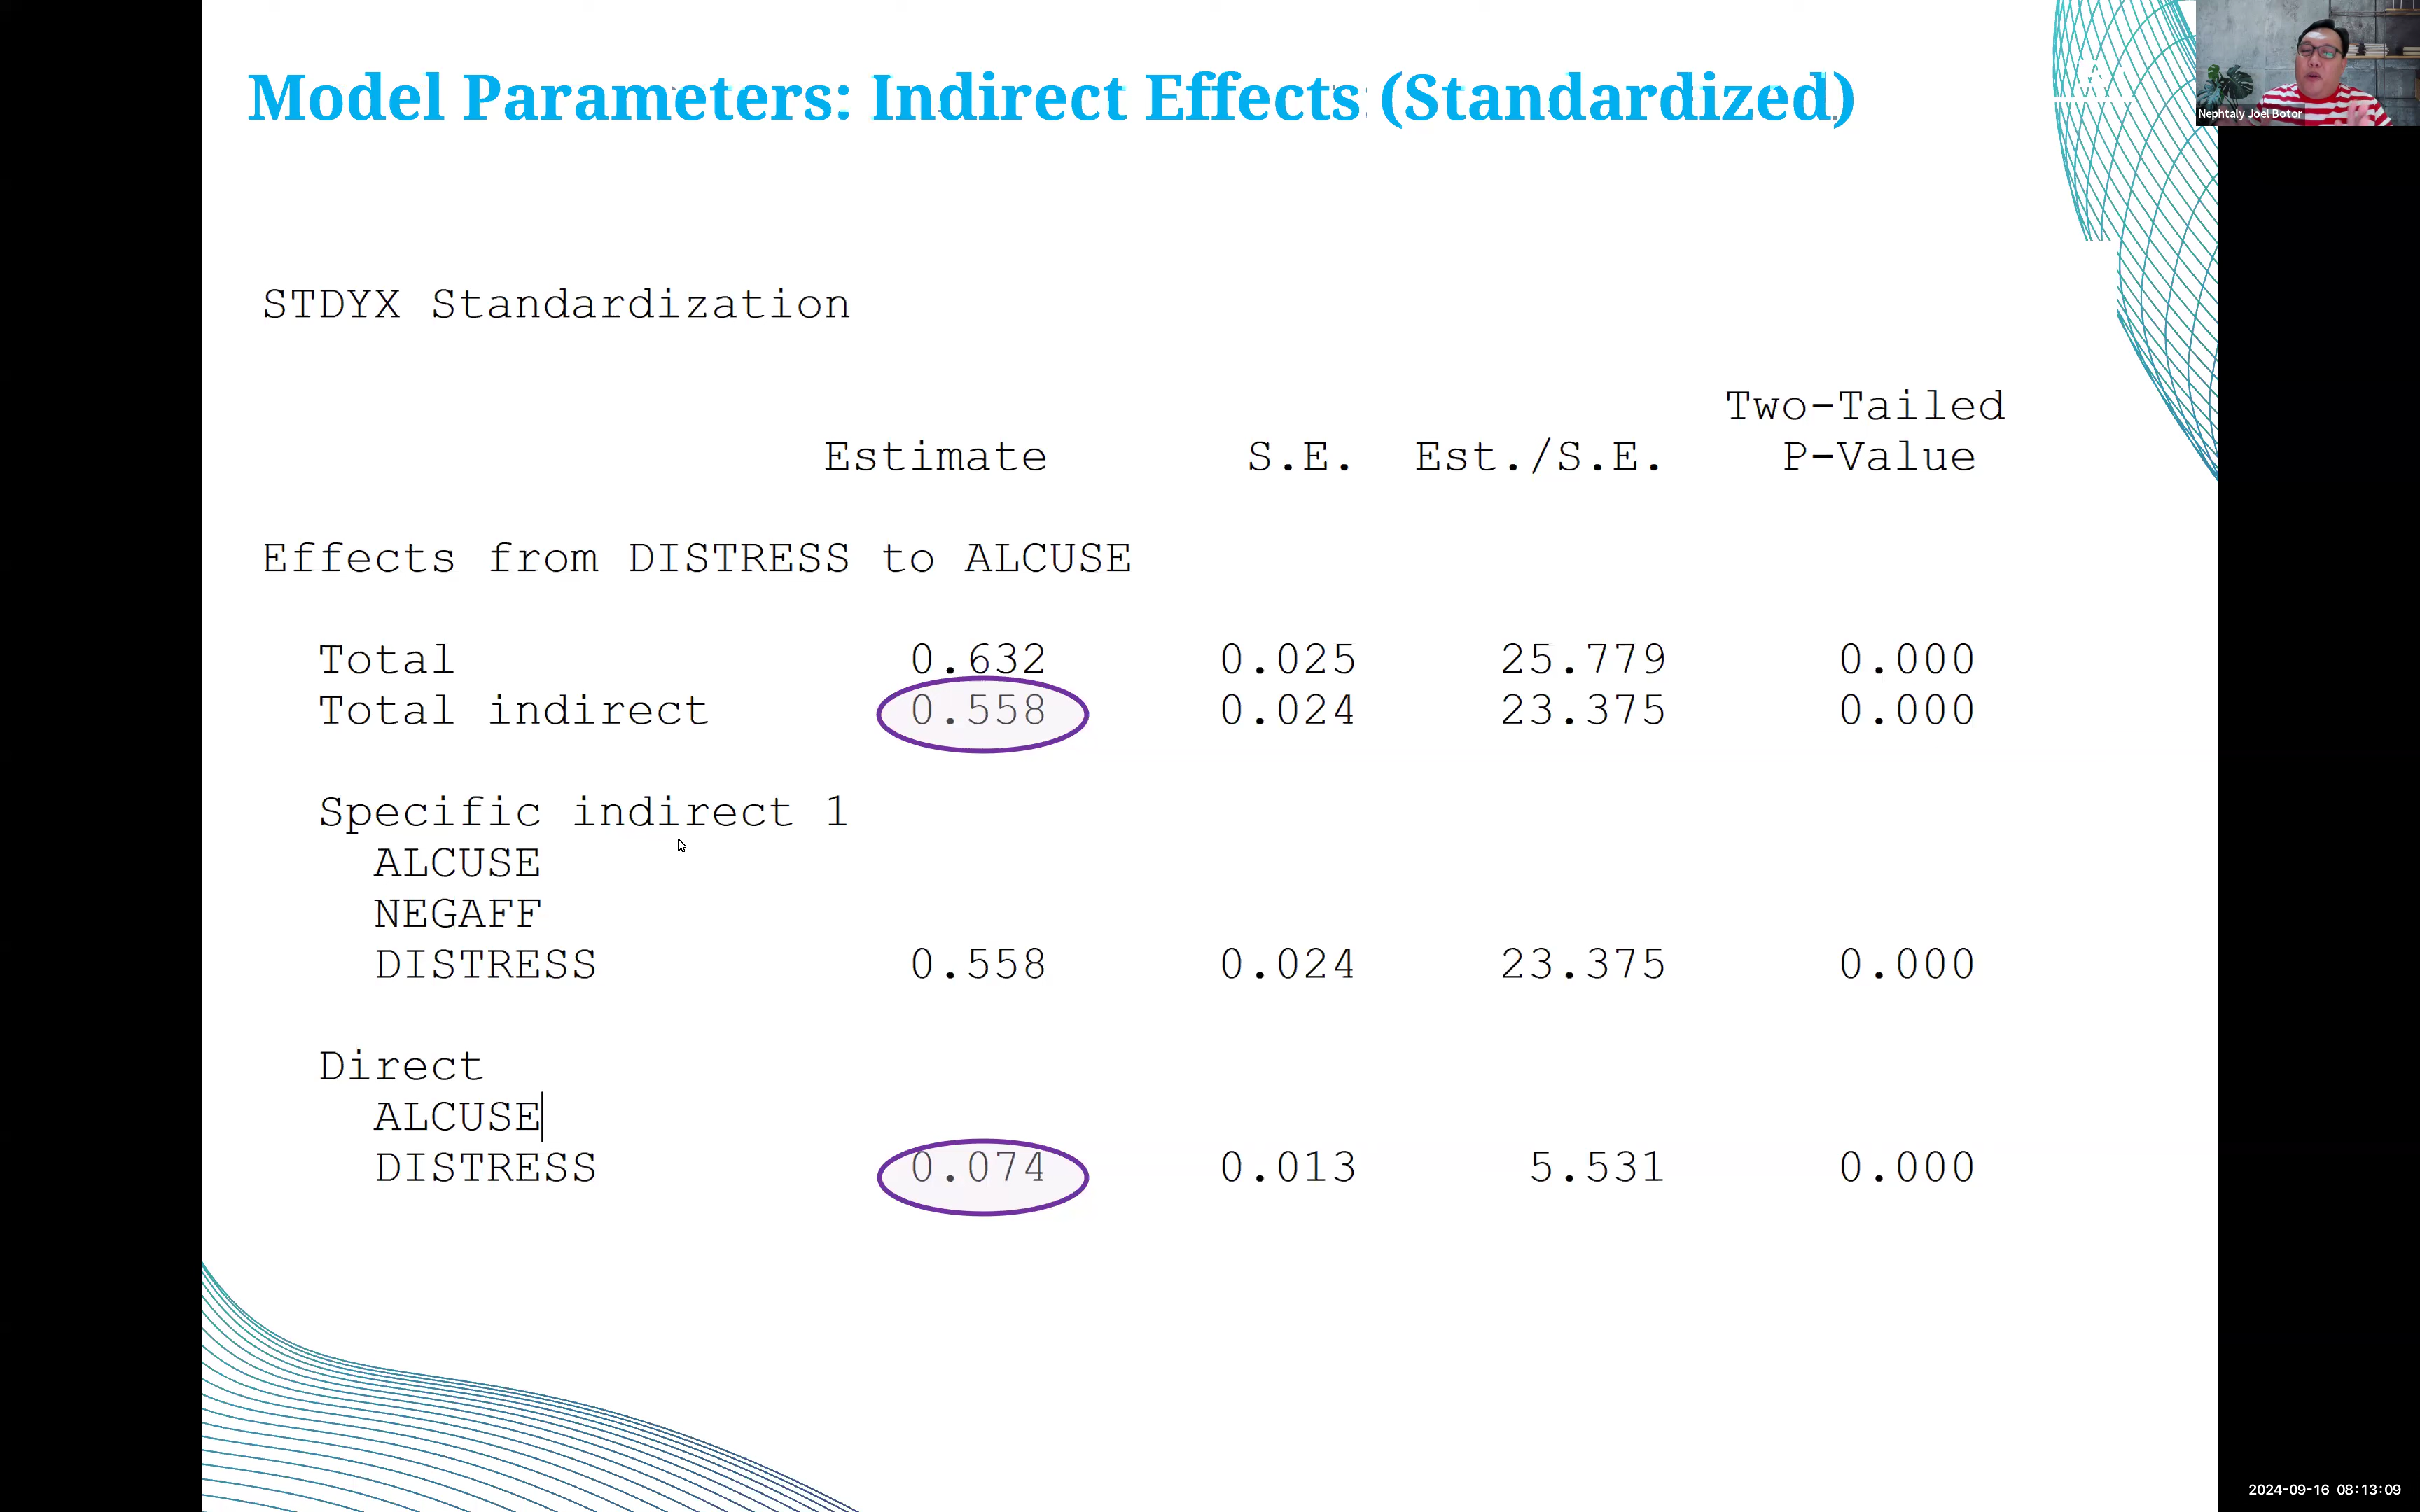 Model Parameters: Indirect Effects (Standardized)
Nephtaly Joel Botor
STDYX Standardization
Two-Tailed
Estimate S.E. Est./S.E. P-Value
Effects from DISTRESS to ALCUSE
Total 0.632 0.025 25.779 0.000
Total indirect 0.558 0.024 23.375 0.000
Specific indirect 1
ALCUSE
NEGAFF
DISTRESS 0.558 0.024 23.375 0.000
Direct
ALCUSE
DISTRESS 0.074 0.013 5.531 0.000
2024-09-16 08:13:09